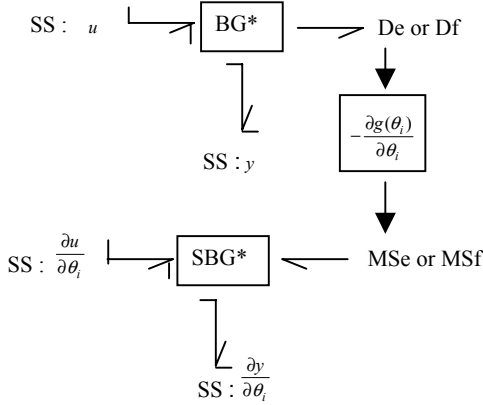 SS : u BG* De or Df
−∂g(θᵢ)/∂θᵢ
SS : y
SS : ∂u/∂θᵢ SBG* MSe or MSf
SS : ∂y/∂θᵢ